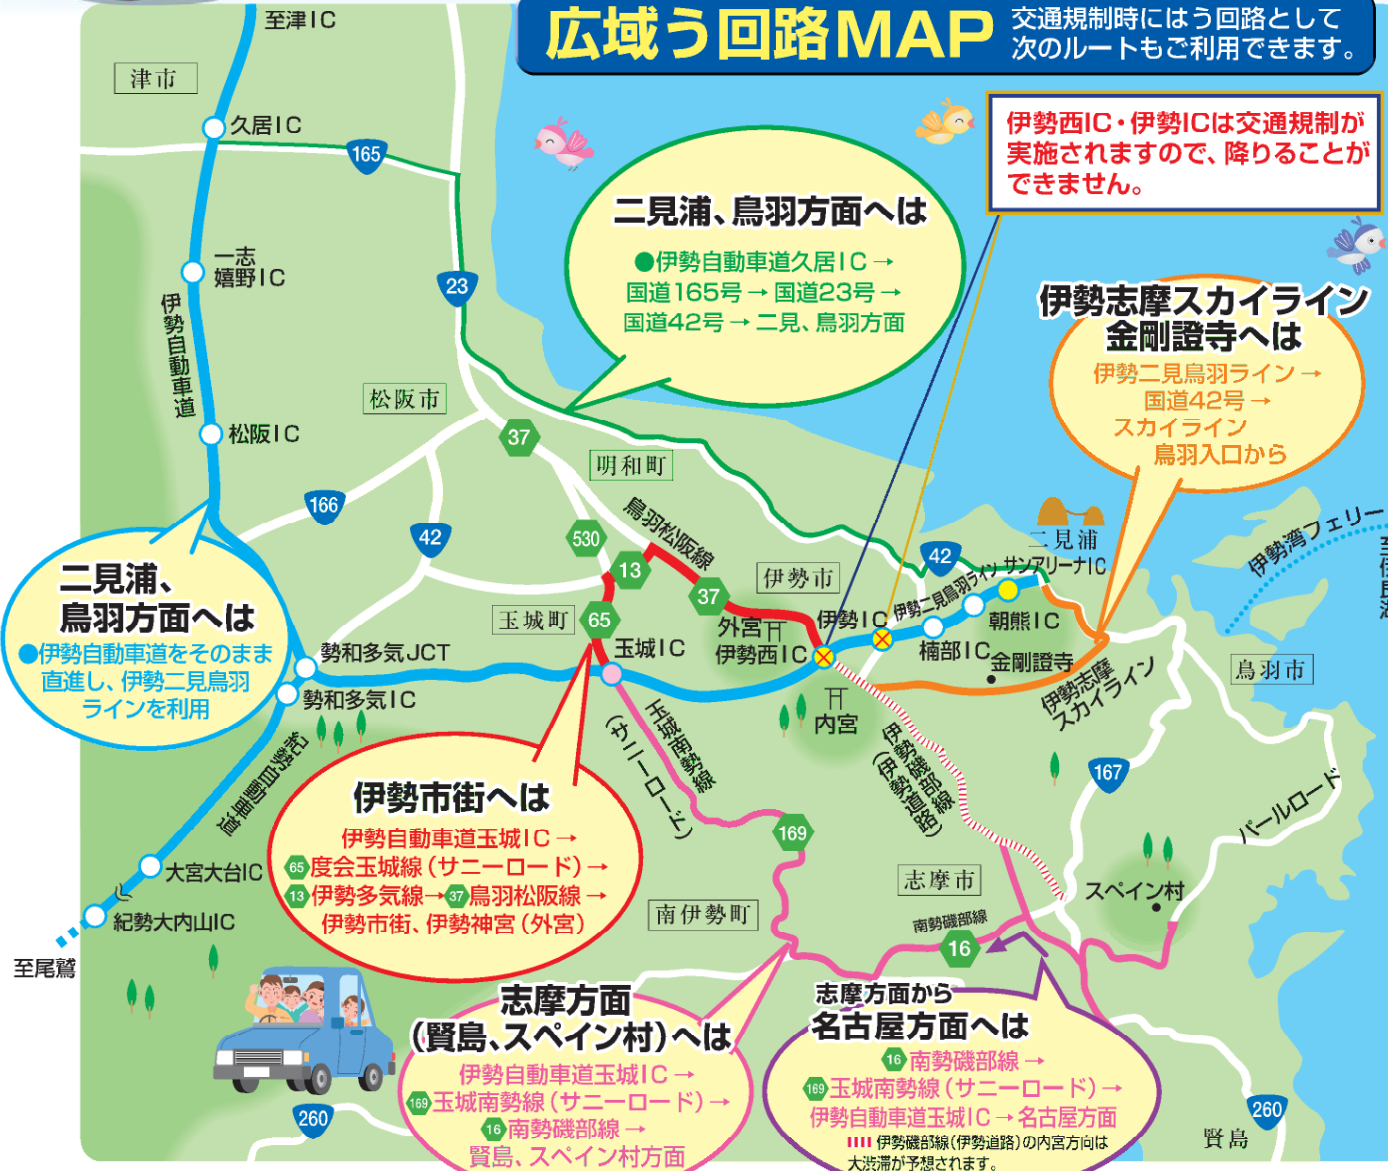 広域う回路MAP
交通規制時にはう回路として
次のルートもご利用できます。
至津IC
津市
久居IC
165
伊勢西IC・伊勢ICは交通規制が
実施されますので、降りることが
できません。
二見浦、鳥羽方面へは
●伊勢自動車道久居IC→
国道165号→国道23号→
国道42号→二見、鳥羽方面
一志
嬉野IC
23
伊勢自動車道
伊勢志摩スカイライン
金剛證寺へは
伊勢二見鳥羽ライン→
国道42号→
スカイライン
鳥羽入口から
松阪市
松阪IC
37
明和町
166
42
530
鳥羽松阪線
13
37
伊勢市
42
二見浦
伊勢湾フェリー
二見浦、
鳥羽方面へは
●伊勢自動車道をそのまま
直進し、伊勢二見鳥羽
ラインを利用
玉城町
65
外宮
伊勢西IC
伊勢IC
伊勢二見鳥羽ライン
サンアリーナIC
朝熊IC
楠部IC
金剛證寺
伊勢志摩
スカイライン
鳥羽市
勢和多気JCT
勢和多気IC
玉城IC
内宮
紀勢自動車道
玉城南勢線
(サニーロード)
伊勢磯部線
(伊勢道路)
167
パールロード
伊勢市街へは
伊勢自動車道玉城IC→
65度会玉城線(サニーロード)→
13伊勢多気線→37鳥羽松阪線→
伊勢市街、伊勢神宮(外宮)
169
大宮大台IC
紀勢大内山IC
至尾鷲
志摩市
スペイン村
南伊勢町
南勢磯部線
16
志摩方面
(賢島、スペイン村)へは
伊勢自動車道玉城IC→
169玉城南勢線(サニーロード)→
16南勢磯部線→
賢島、スペイン村方面
志摩方面から
名古屋方面へは
16南勢磯部線→
169玉城南勢線(サニーロード)→
伊勢自動車道玉城IC→名古屋方面
伊勢磯部線(伊勢道路)の内宮方向は
大渋滞が予想されます。
260
260
賢島